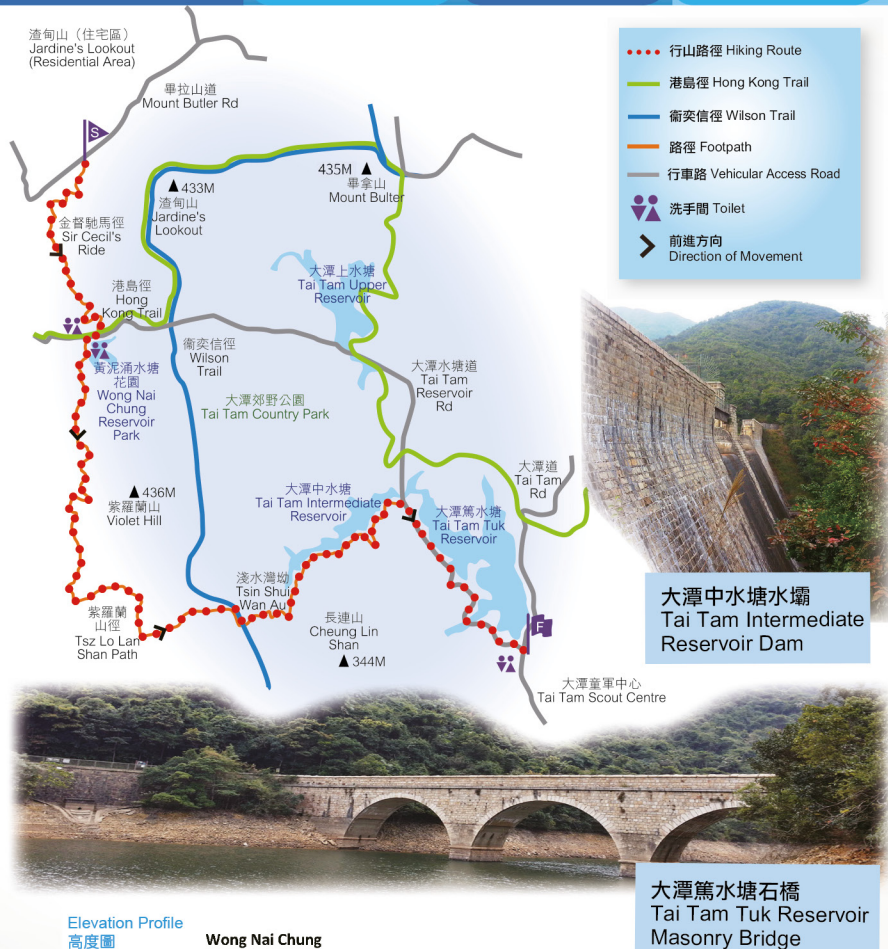 渣甸山（住宅區）
Jardine's Lookout
(Residential Area)
畢拉山道
Mount Butler Rd
S
433M
渣甸山
Jardine's
Lookout
435M
畢拿山
Mount Bulter
金督馳馬徑
Sir Cecil's
Ride
港島徑
Hong
Kong Trail
大潭上水塘
Tai Tam Upper
Reservoir
黃泥涌水塘
花園
Wong Nai
Chung
Reservoir
Park
衞奕信徑
Wilson
Trail
大潭郊野公園
Tai Tam Country Park
大潭水塘道
Tai Tam
Reservoir
Rd
大潭道
Tai Tam
Rd
436M
紫羅蘭山
Violet Hill
大潭中水塘
Tai Tam Intermediate
Reservoir
大潭篤水塘
Tai Tam Tuk
Reservoir
淺水灣坳
Tsin Shui
Wan Au
紫羅蘭
山徑
Tsz Lo Lan
Shan Path
長連山
Cheung Lin
Shan
344M
F
大潭童軍中心
Tai Tam Scout Centre
行山路徑 Hiking Route
港島徑 Hong Kong Trail
衞奕信徑 Wilson Trail
路徑 Footpath
行車路 Vehicular Access Road
洗手間 Toilet
前進方向
Direction of Movement
大潭中水塘水壩
Tai Tam Intermediate
Reservoir Dam
大潭篤水塘石橋
Tai Tam Tuk Reservoir
Masonry Bridge
Elevation Profile
高度圖
Wong Nai Chung